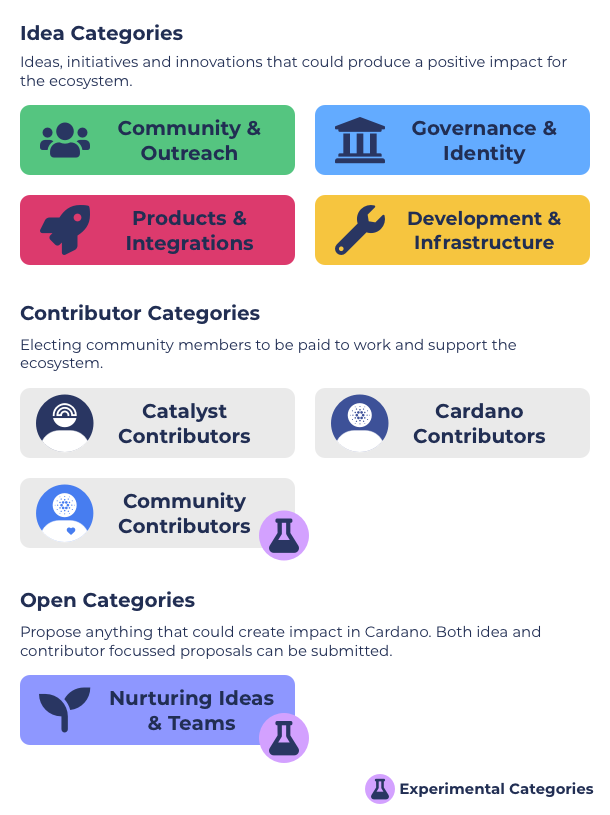 Idea Categories
Ideas, initiatives and innovations that could produce a positive impact for
the ecosystem.
Community &
Outreach
Governance &
Identity
Products &
Integrations
Development &
Infrastructure
Contributor Categories
Electing community members to be paid to work and support the
ecosystem.
Catalyst
Contributors
Cardano
Contributors
Community
Contributors
Open Categories
Propose anything that could create impact in Cardano. Both idea and
contributor focussed proposals can be submitted.
Nurturing Ideas
& Teams
Experimental Categories